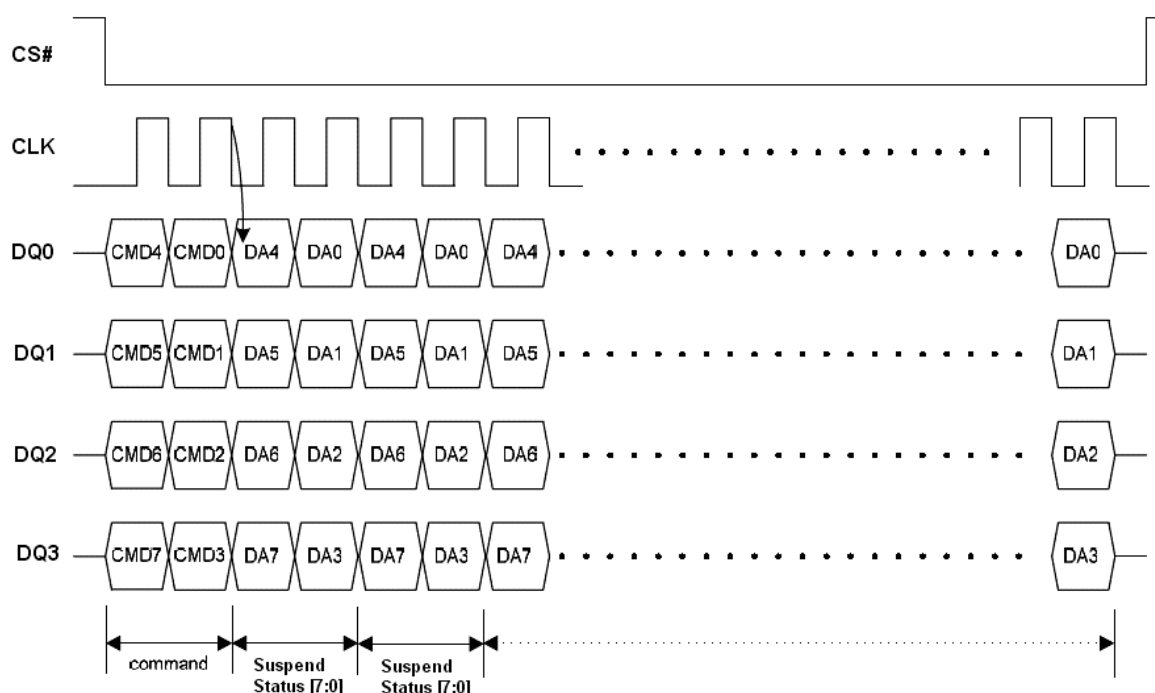 CS#
CLK
DQ0 CMD4 CMD0 DA4 DA0 DA4 DA0 DA4 DA0
DQ1 CMD5 CMD1 DA5 DA1 DA5 DA1 DA5 DA1
DQ2 CMD6 CMD2 DA6 DA2 DA6 DA2 DA6 DA2
DQ3 CMD7 CMD3 DA7 DA3 DA7 DA3 DA7 DA3
command
Suspend
Status [7:0]
Suspend
Status [7:0]